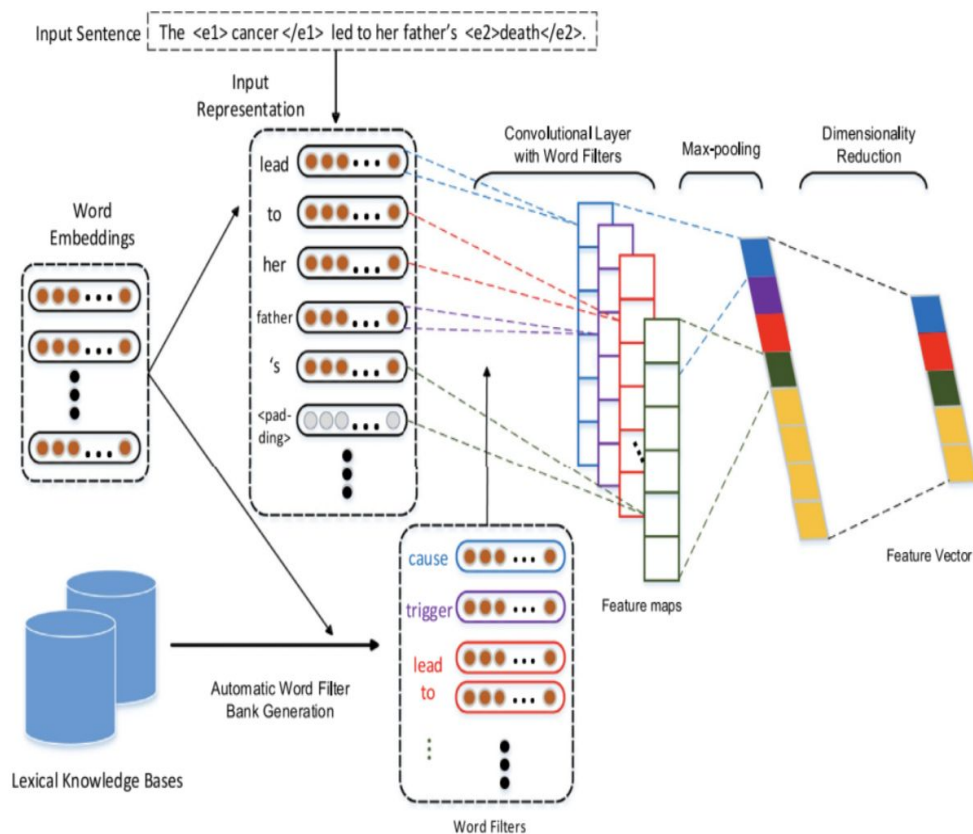 Input Sentence
The <e1> cancer </e1> led to her father's <e2>death</e2>.
Input
Representation
Convolutional Layer
with Word Filters
Max-pooling
Dimensionality
Reduction
Word
Embeddings
lead
to
her
father
's
<pad-
ding>
cause
trigger
lead
to
Feature maps
Feature Vector
Automatic Word Filter
Bank Generation
Lexical Knowledge Bases
Word Filters